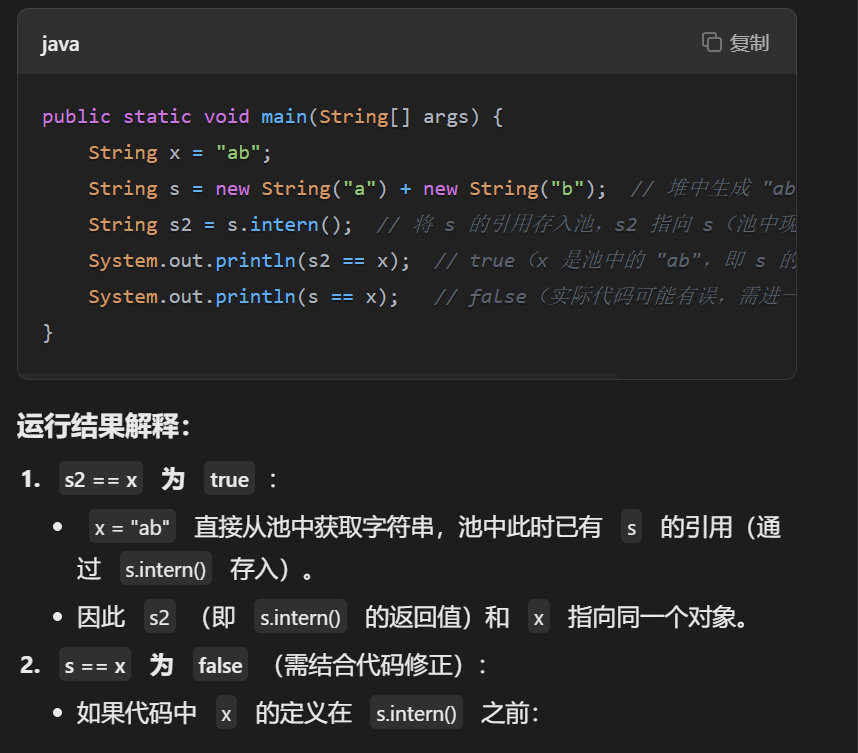 java
复制
public static void main(String[] args) {
String x = "ab";
String s = new String("a") + new String("b");  // 堆中生成 "ab
String s2 = s.intern();  // 将 s 的引用存入池，s2 指向 s（池中现
System.out.println(s2 == x);  // true（x 是池中的 "ab"，即 s 的
System.out.println(s == x);   // false（实际代码可能有误，需进一
}
运行结果解释：
1. s2 == x 为 true ：
• x = "ab" 直接从池中获取字符串，池中此时已有 s 的引用（通
过 s.intern() 存入）。
• 因此 s2 （即 s.intern() 的返回值）和 x 指向同一个对象。
2. s == x 为 false （需结合代码修正）：
• 如果代码中 x 的定义在 s.intern() 之前：